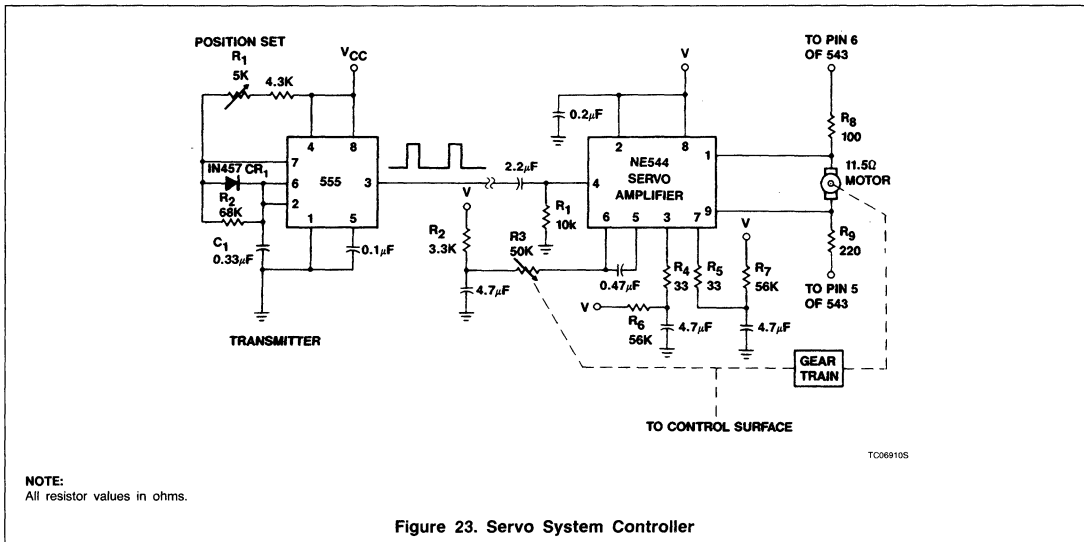 POSITION SET
R1
5K
4.3K
VCC
7
4
8
IN457 CR1
6
555
3
R2
68K
2
1
5
C1
0.33μF
0.1μF
TRANSMITTER
2.2μF
R1
10k
V
R2
3.3K
4.7μF
R3
50K
V
0.2μF
2
8
1
NE544
SERVO
AMPLIFIER
4
9
6
5
3
7
0.47μF
R4
33
R5
33
V
R7
56K
V
R6
56K
4.7μF
4.7μF
TO PIN 6
OF 543
R8
100
11.5Ω
MOTOR
R9
220
TO PIN 5
OF 543
GEAR
TRAIN
TO CONTROL SURFACE
TC06910S
NOTE:
All resistor values in ohms.
Figure 23. Servo System Controller